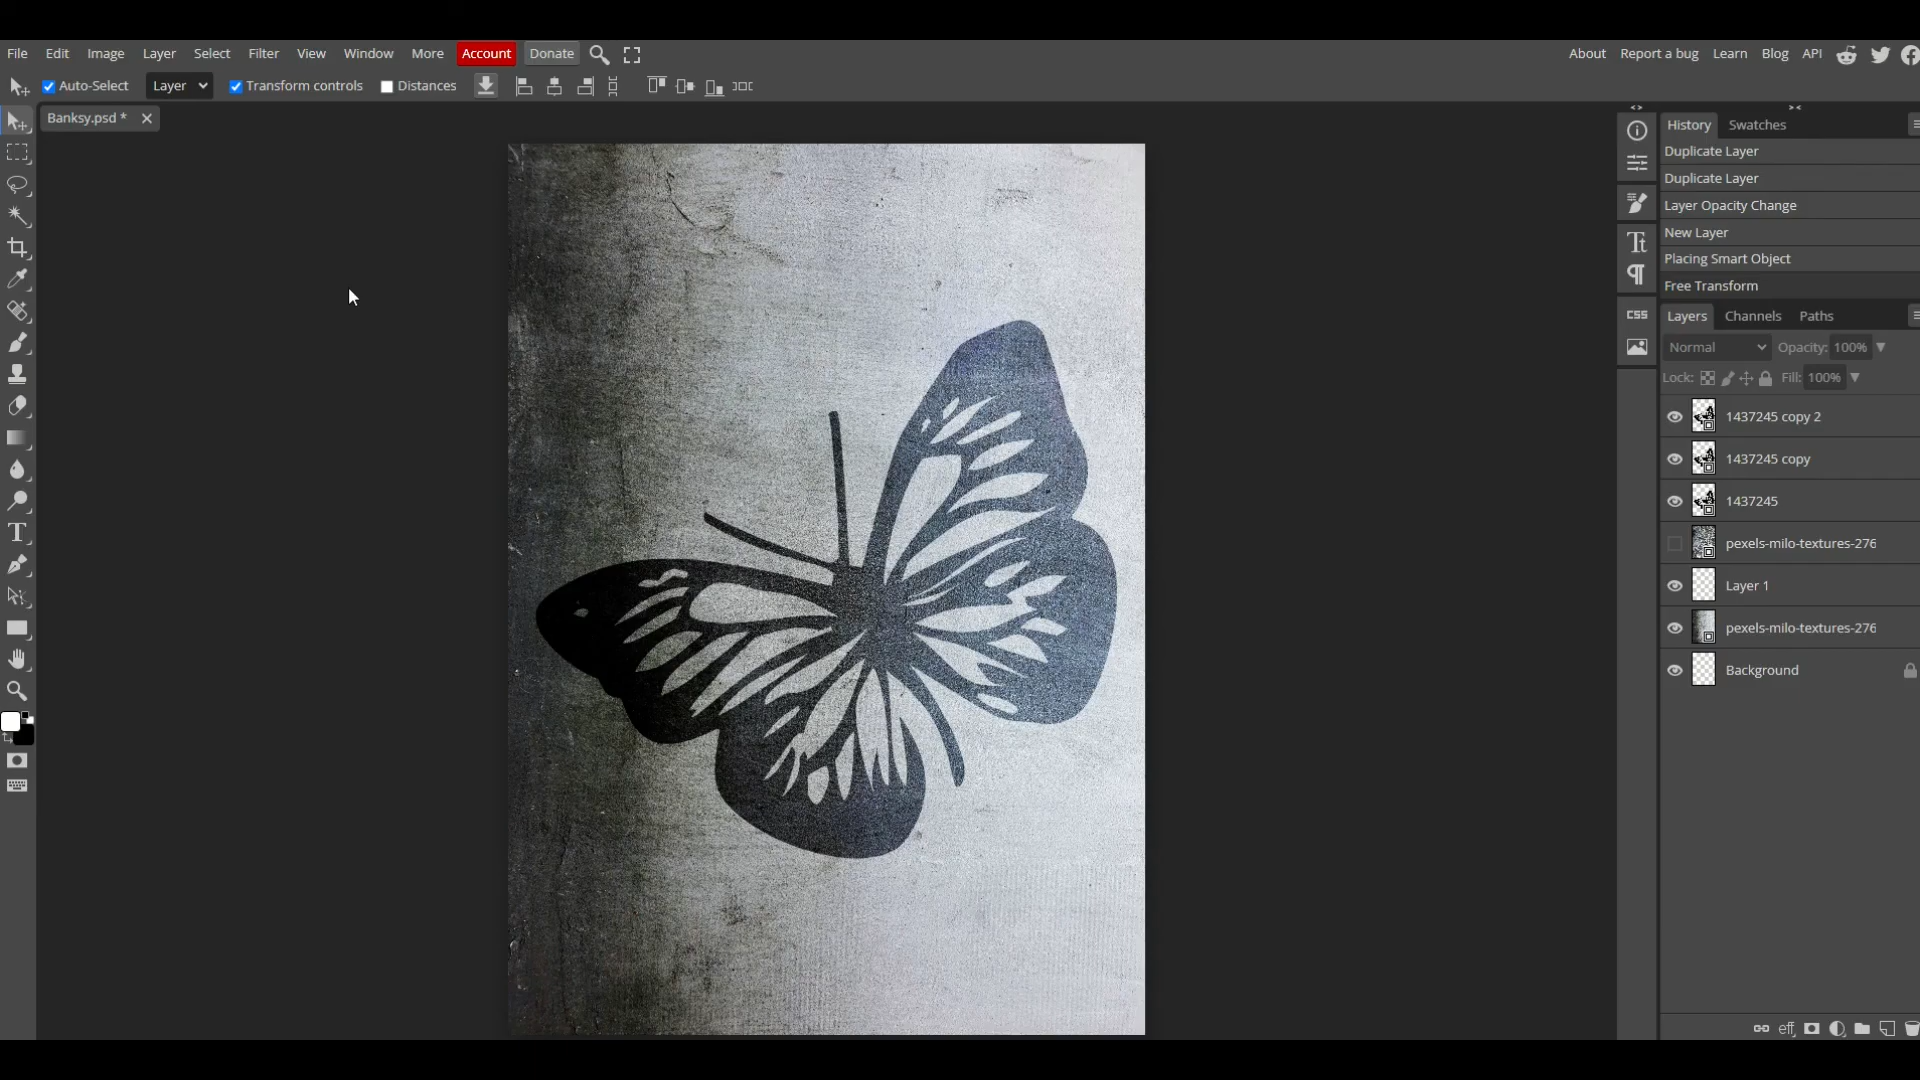 File Edit Image Layer Select Filter View Window More Account Donate About Report a bug Learn Blog API
Auto-Select Layer Transform controls Distances
Banksy.psd *
History Swatches
Duplicate Layer
Duplicate Layer
Layer Opacity Change
New Layer
Placing Smart Object
Free Transform
CSS
Layers Channels Paths
Normal Opacity: 100%
Lock: Fill: 100%
1437245 copy 2
1437245 copy
1437245
pexels-milo-textures-276
Layer 1
pexels-milo-textures-276
Background
eff